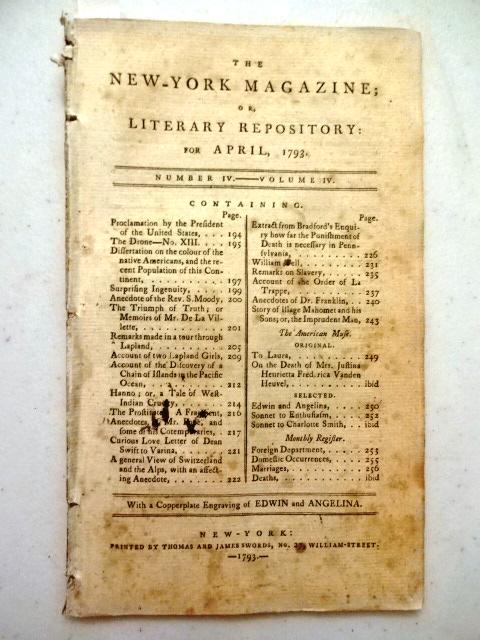 THE
NEW-YORK MAGAZINE;
OR,
LITERARY REPOSITORY:
FOR APRIL, 1793.
NUMBER IV.——VOLUME IV.
CONTAINING.
Page.
Proclamation by the President
of the United States, . . . 194
The Drone—No. XIII. . . . . 195
Dissertation on the colour of the
native Americans, and the re-
cent Population of this Con-
tinent, . . . . . . . . . 197
Surprising Ingenuity, . . . . . 199
Anecdote of the Rev. S. Moody, 200
The Triumph of Truth; or
Memoirs of Mr. De La Vil-
lette, . . . . . . . . . . 201
Remarks made in a tour through
Lapland, . . . . . . . . . 205
Account of two Lapland Girls, 209
Account of the Discovery of a
Chain of Islands in the Pacific
Ocean, . . . . . . . . . . 212
Hanno; or, a Tale of West-
Indian Cruelty, . . . . . . 214
The Prostitute. A Fragment, 216
Anecdotes, of Mr. and
some of his Cotemporaries, . . 217
Curious Love Letter of Dean
Swift to Varina, . . . . . . 221
A general View of Switzerland
and the Alps, with an affect-
ing Anecdote, . . . . . . . 222
Page.
Extract from Bradford's Enqui-
ry how far the Punishment of
Death is necessary in Penn-
sylvania, . . . . . . . . . 226
William Tell, . . . . . . . . 231
Remarks on Slavery, . . . . . 235
Account of the Order of La
Trappe, . . . . . . . . . . 237
Anecdotes of Dr. Franklin, . . 240
Story of Isage Mahomet and his
Sons; or, the Imprudent Man, 243
The American Muse.
ORIGINAL.
To Laura, . . . . . . . . . . 249
On the Death of Mrs. Justina
Henrietta Frederica Vanden
Heuvel, . . . . . . . . . . ibid
SELECTED.
Edwin and Angelina, . . . . . 250
Sonnet to Enthusiasm, . . . . 252
Sonnet to Charlotte Smith, . . ibid
Monthly Register.
Foreign Department, . . . . . 253
Domestic Occurrences, . . . . 255
Marriages, . . . . . . . . . . 256
Deaths, . . . . . . . . . . . ibid
With a Copperplate Engraving of EDWIN and ANGELINA.
NEW-YORK:
PRINTED BY THOMAS AND JAMES SWORDS, No. 27, WILLIAM-STREET.
—1793.—